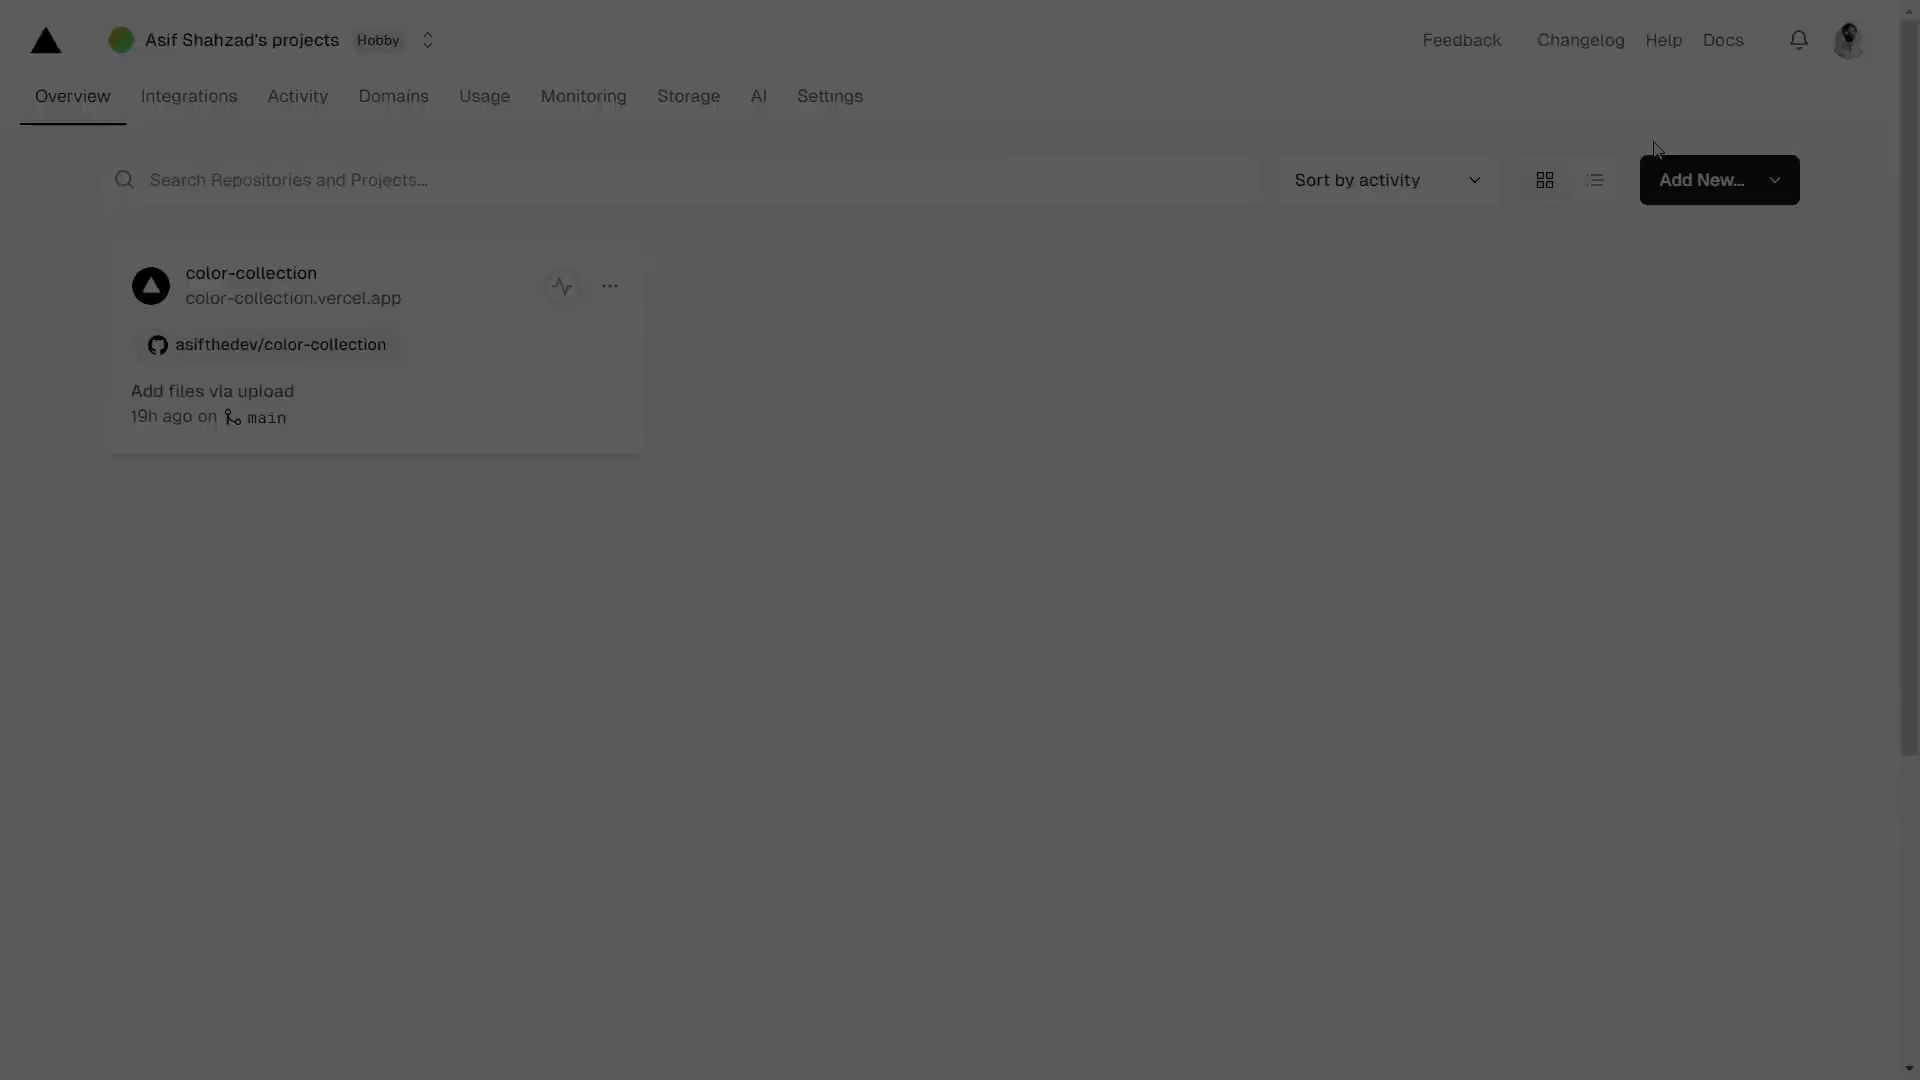 Asif Shahzad's projects Hobby
Feedback Changelog Help Docs
Overview Integrations Activity Domains Usage Monitoring Storage AI Settings
Search Repositories and Projects...
Sort by activity
Add New...
color-collection
color-collection.vercel.app
asifthedev/color-collection
Add files via upload
19h ago on main